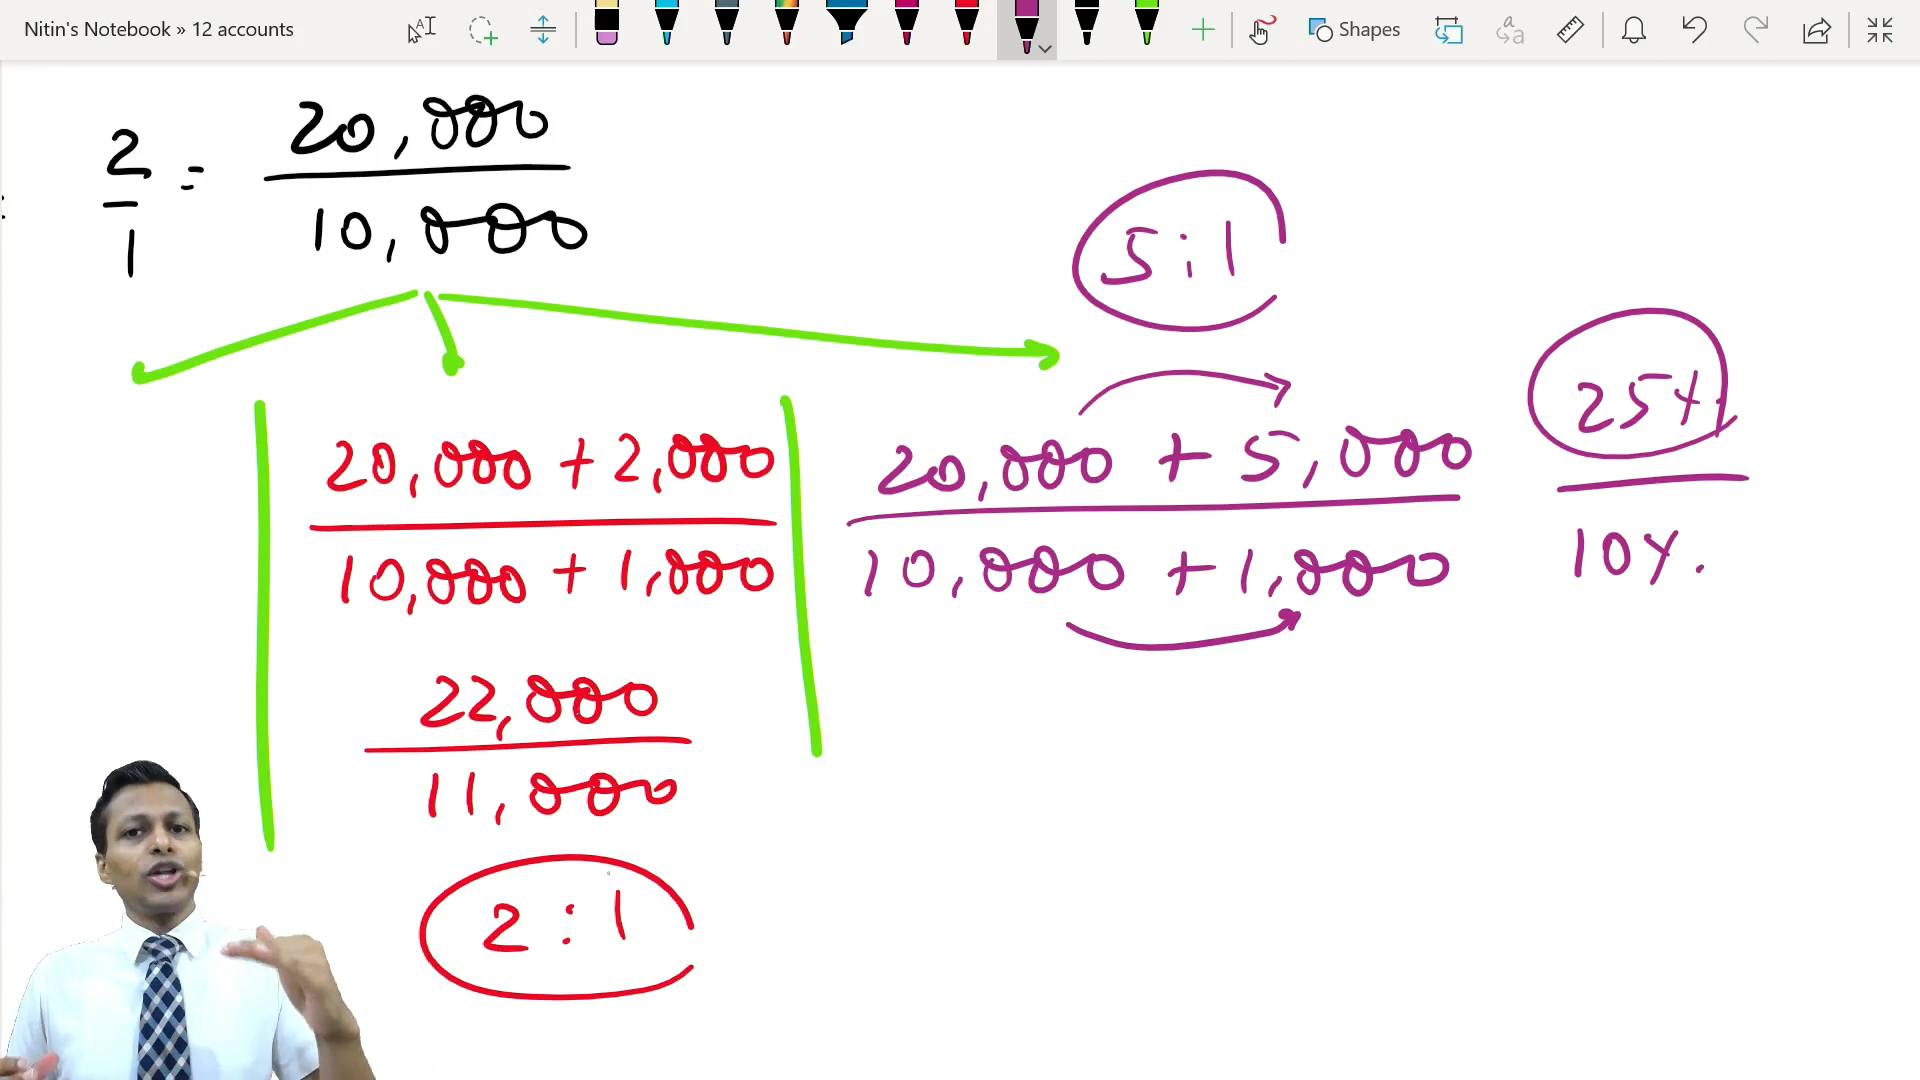 Nitin's Notebook » 12 accounts
Shapes
2/1 = 20,000/10,000
5:1
25%
10%.
20,000 + 2,000
10,000 + 1,000
20,000 + 5,000
10,000 + 1,000
22,000
11,000
2:1